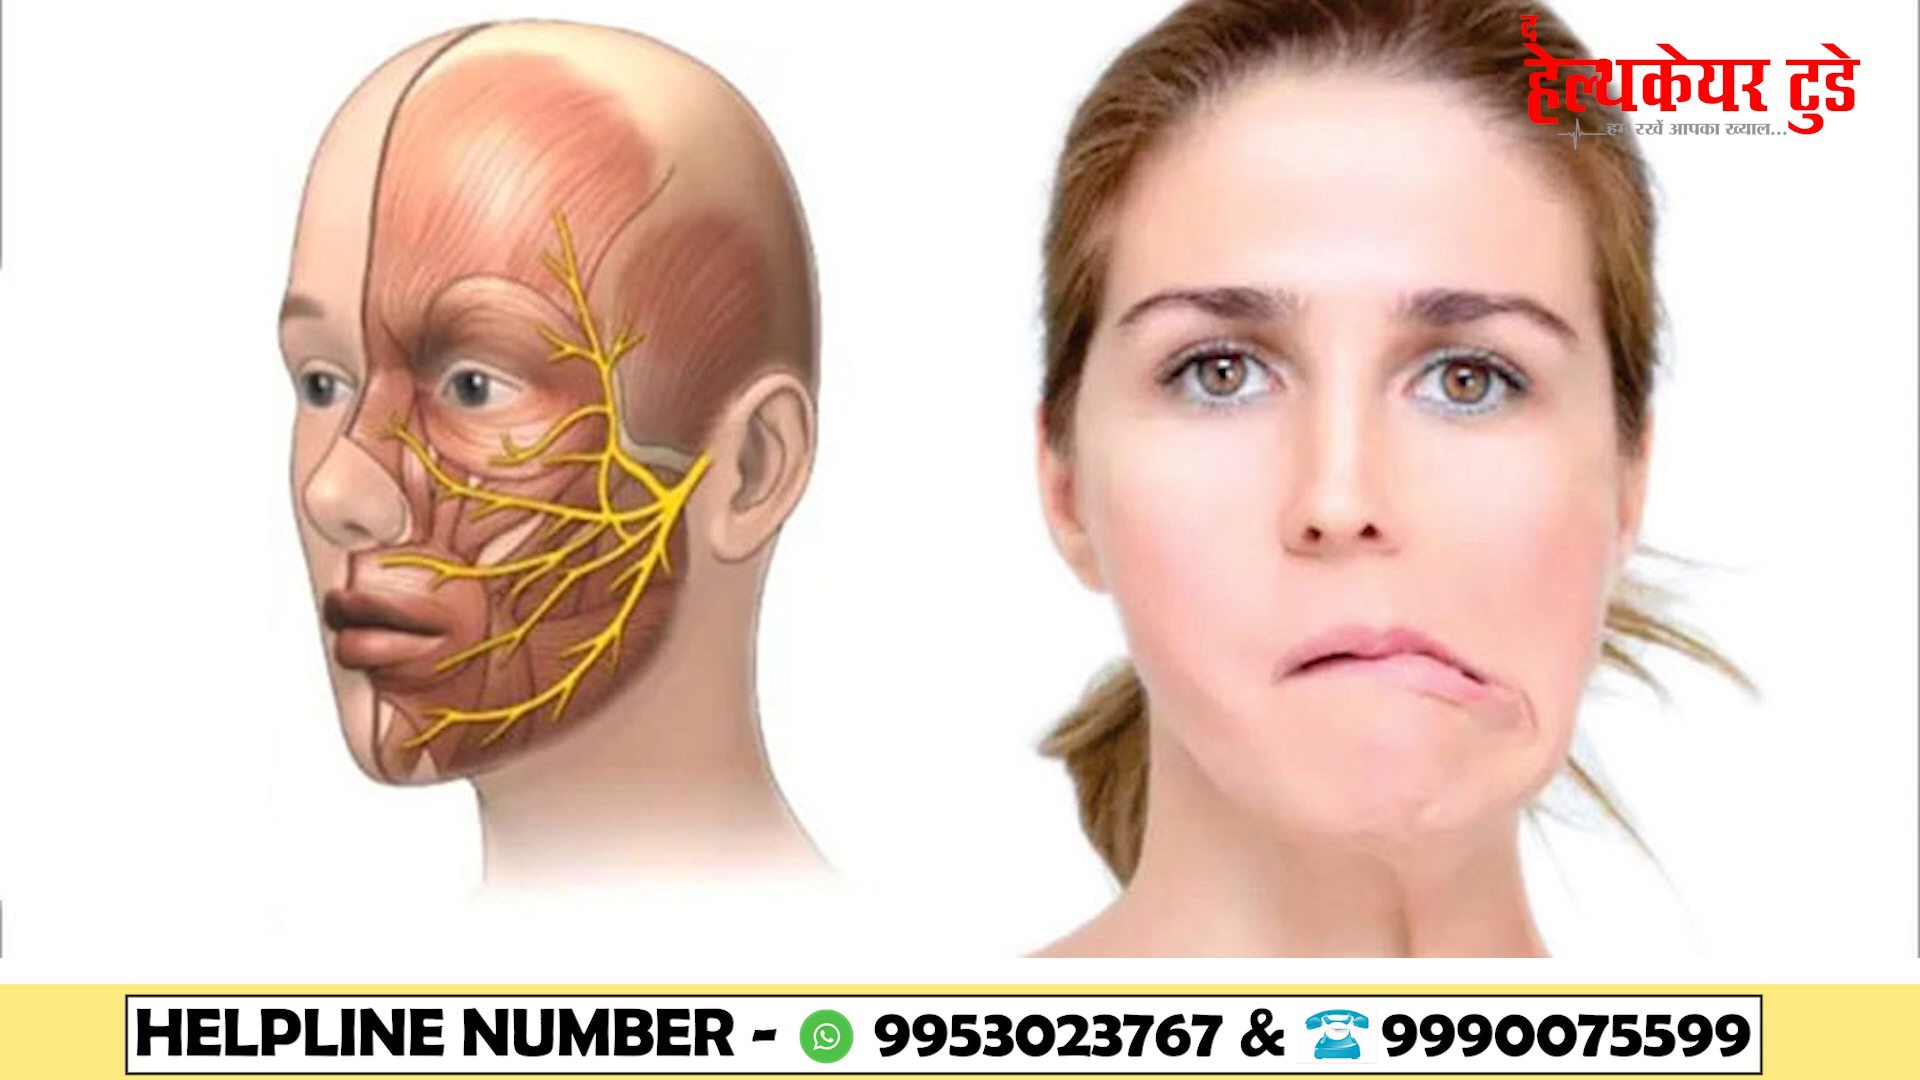 द
हेल्थकेयर टुडे
हम रखें आपका ख्याल...
HELPLINE NUMBER - 9953023767 & 9990075599